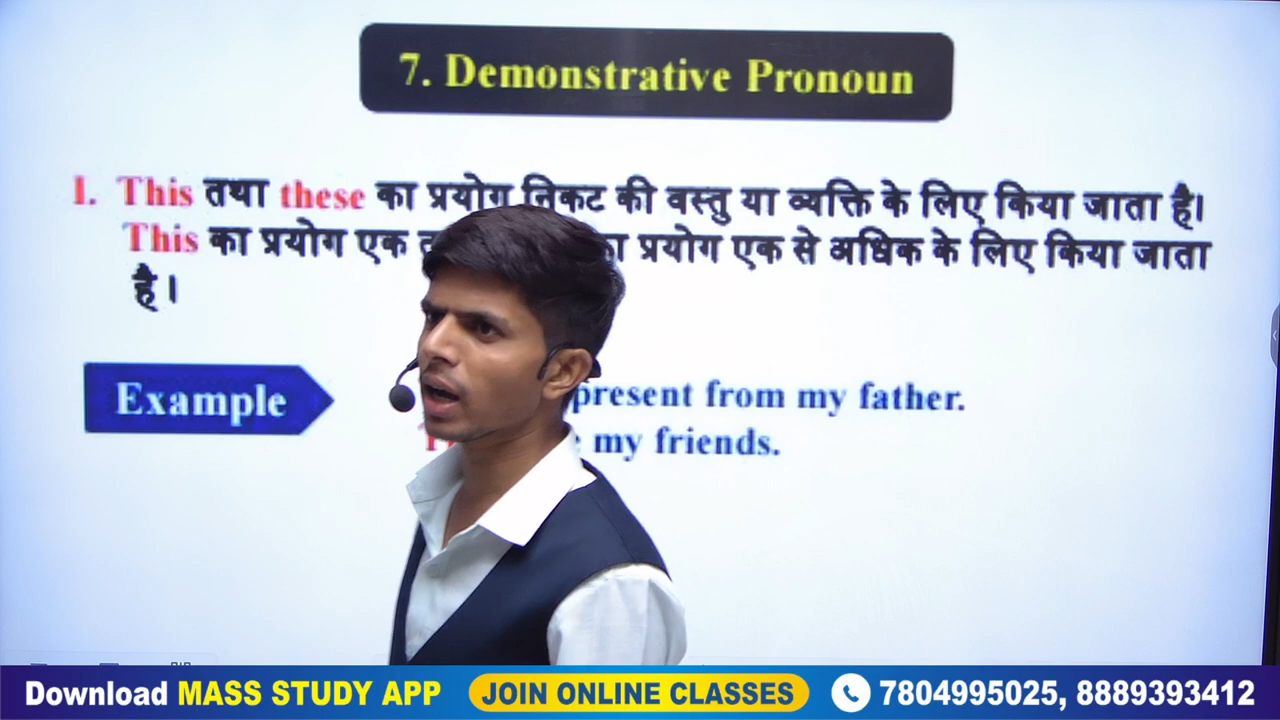 7. Demonstrative Pronoun
I. This तथा these का प्रयोग निकट की वस्तु या व्यक्ति के लिए किया जाता है।
This का प्रयोग एक का प्रयोग एक से अधिक के लिए किया जाता
है।
Example
present from my father.
my friends.
Download MASS STUDY APP JOIN ONLINE CLASSES 7804995025, 8889393412